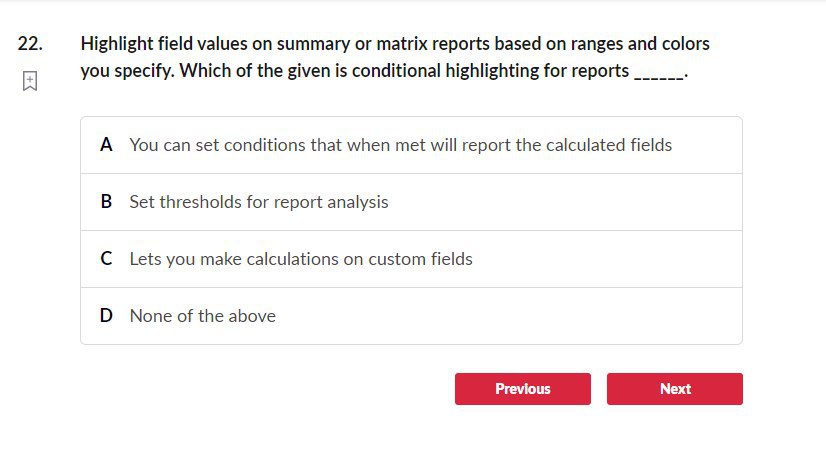 22.
Highlight field values on summary or matrix reports based on ranges and colors
you specify. Which of the given is conditional highlighting for reports ______.
A You can set conditions that when met will report the calculated fields
B Set thresholds for report analysis
C Lets you make calculations on custom fields
D None of the above
Previous Next